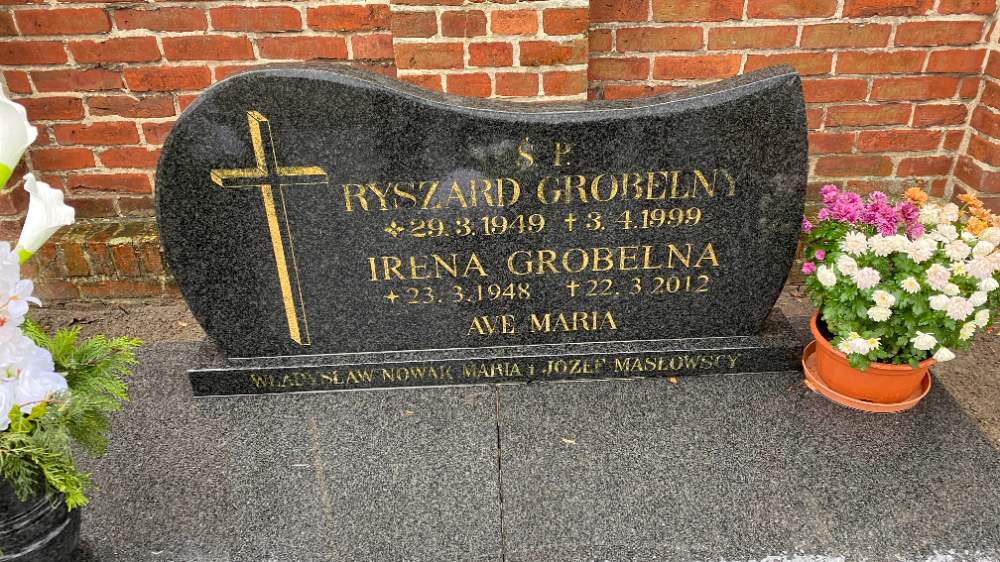 Ś. P.
RYSZARD GROBELNY
* 29.3.1949 † 3.4.1999
IRENA GROBELNA
* 23.3.1948 † 22.3.2012
AVE MARIA
WŁADYSŁAW NOWAK MARIA I JÓZEF MASŁOWSCY